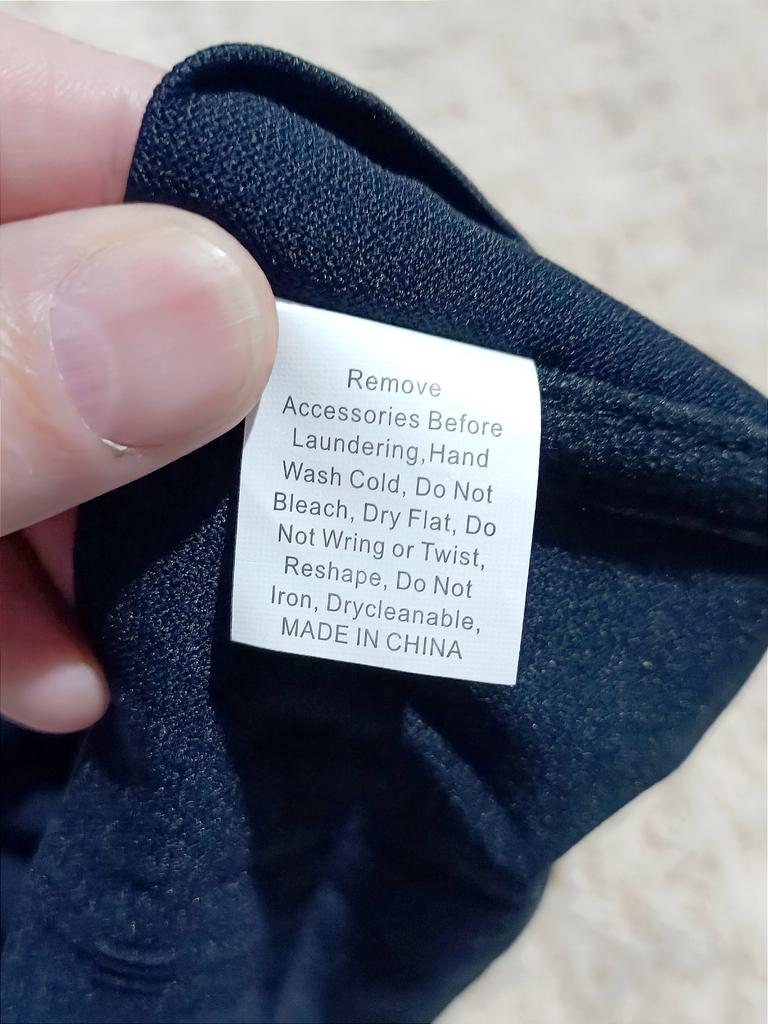 Remove
Accessories Before
Laundering,Hand
Wash Cold, Do Not
Bleach, Dry Flat, Do
Not Wring or Twist,
Reshape, Do Not
Iron, Drycleanable,
MADE IN CHINA